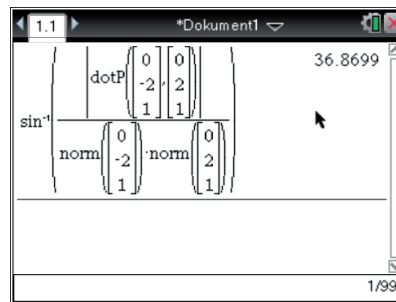 1.1 *Dokument1
sin⁻¹(|dotP([0 -2 1],[0 2 1])|/(norm([0 -2 1])·norm([0 2 1]))) 36.8699
1/99